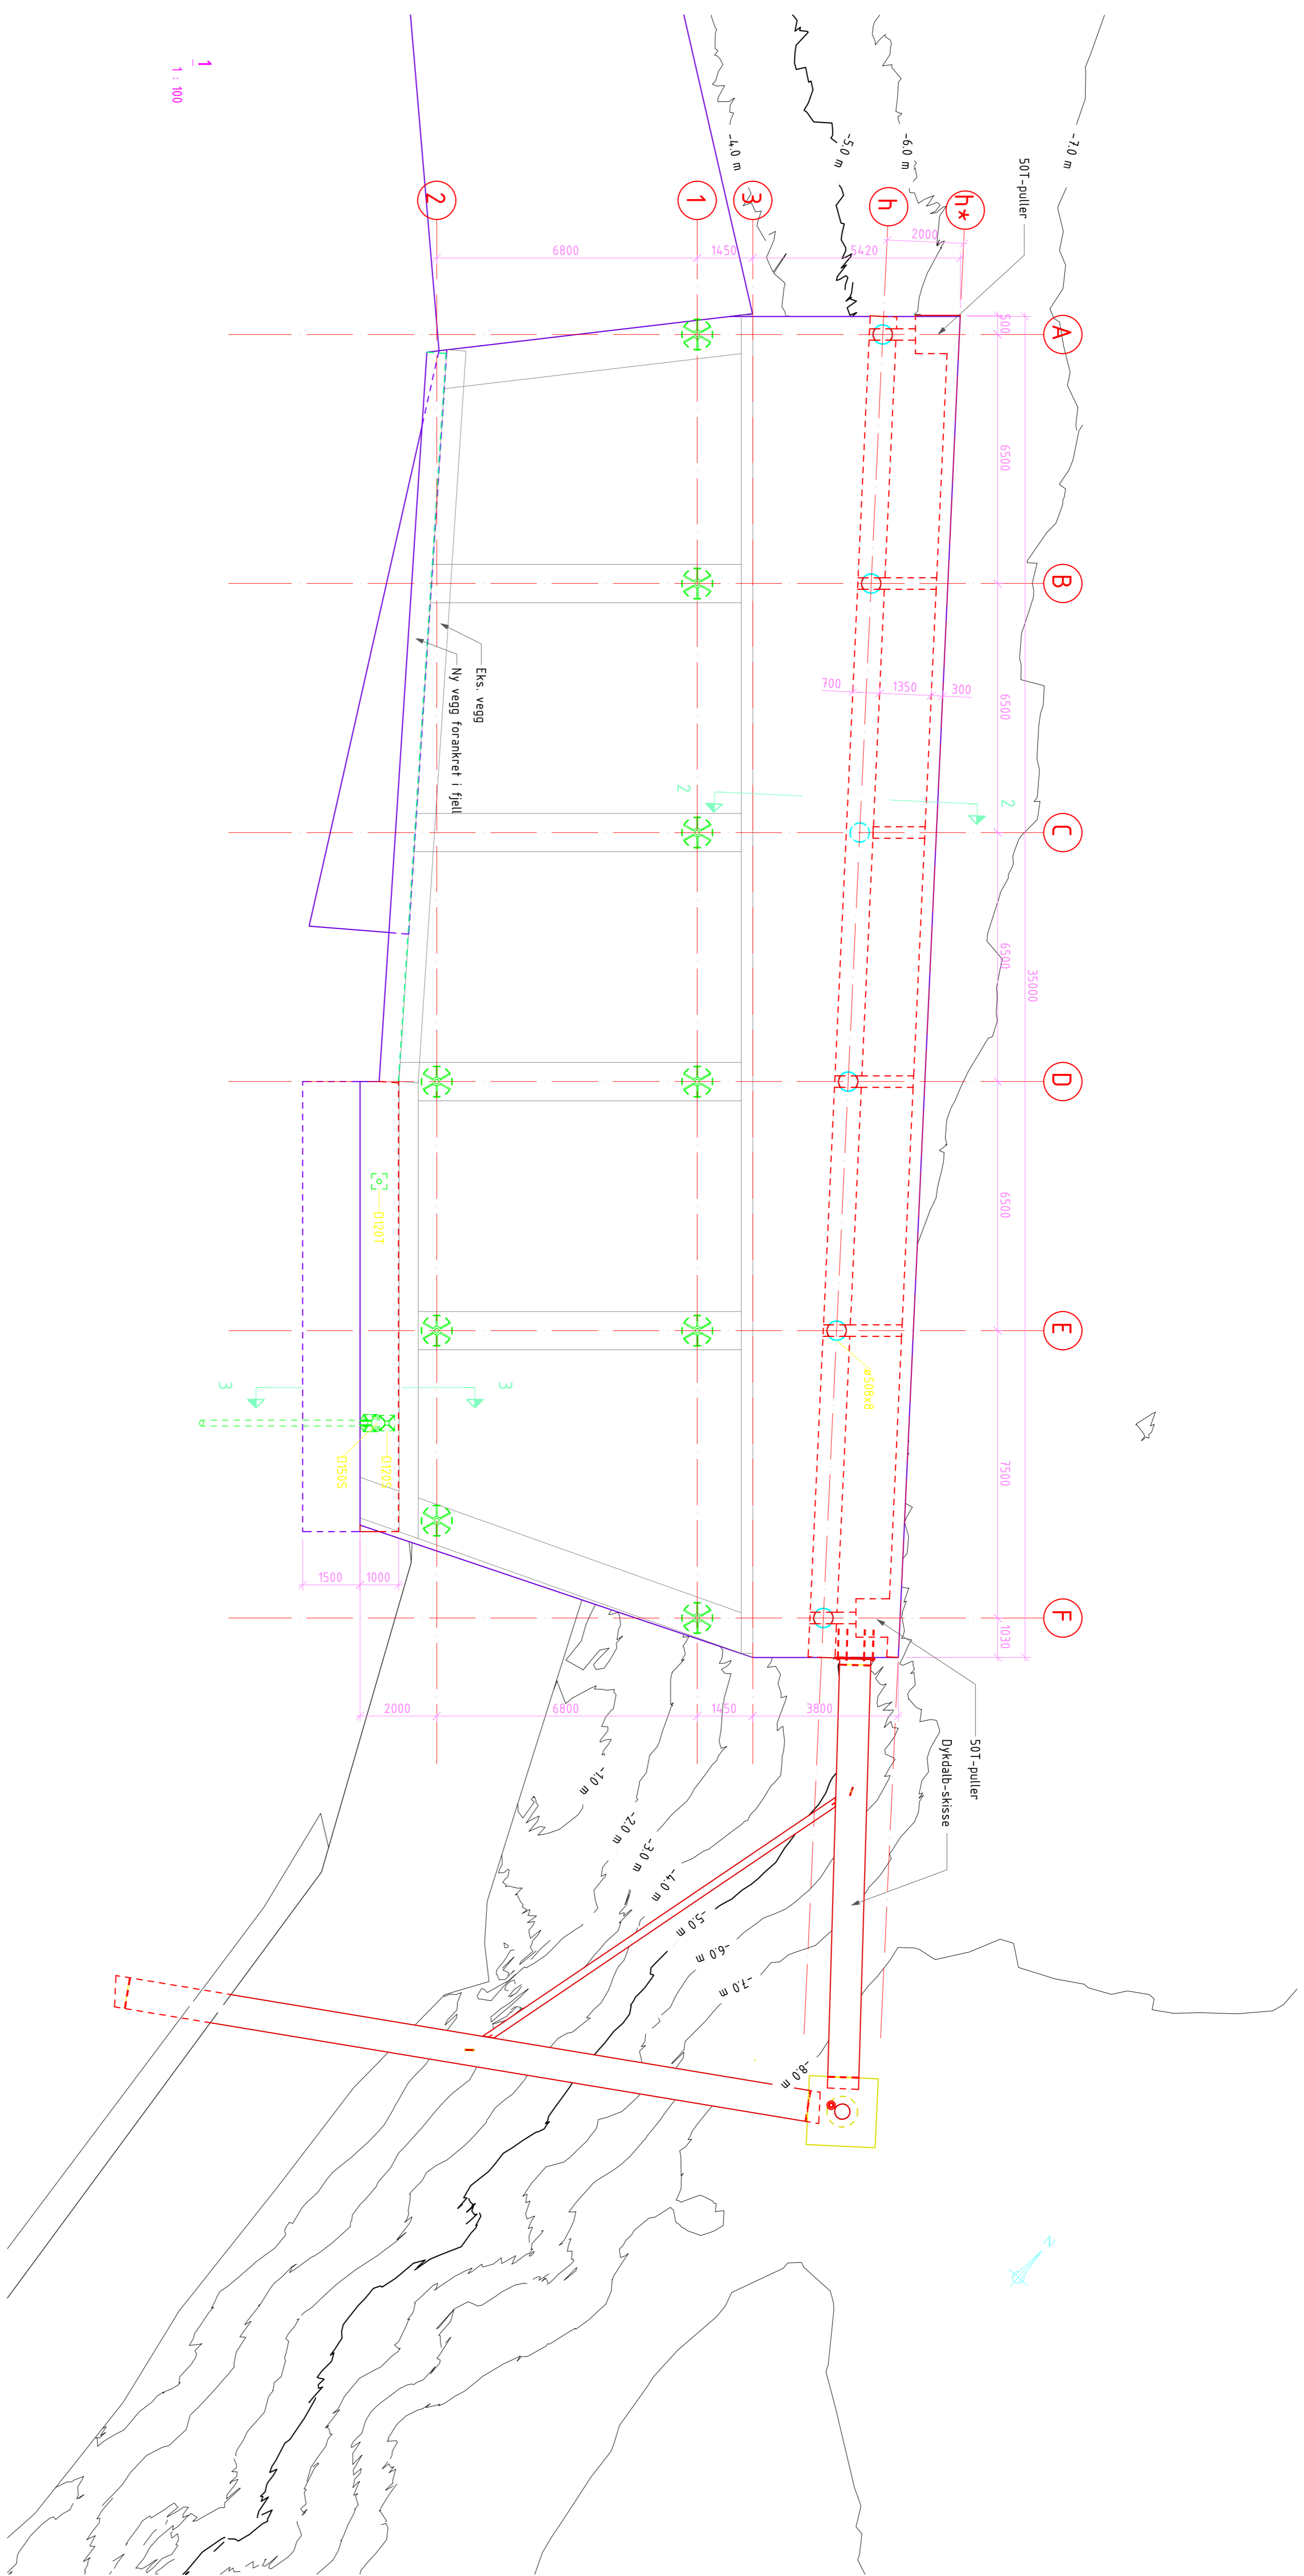 1
1 : 100
-4.0 m
-5.0 m
-6.0 m
-7.0 m
50T-puller
2
1
3
h
h*
6800
1450
5420
2000
A
500
6500
B
6500
700
1350
300
Eks. vegg
Ny vegg forankret i fjell
2
2
C
6500
35000
D
6500
D120T
E
ø508x8
3
3
7500
D150S
D120S
1500
1000
F
1030
2000
6800
1450
3800
50T-puller
Dykdalb-skisse
-1.0 m
-2.0 m
-3.0 m
-4.0 m
-5.0 m
-6.0 m
-7.0 m
-8.0 m
N